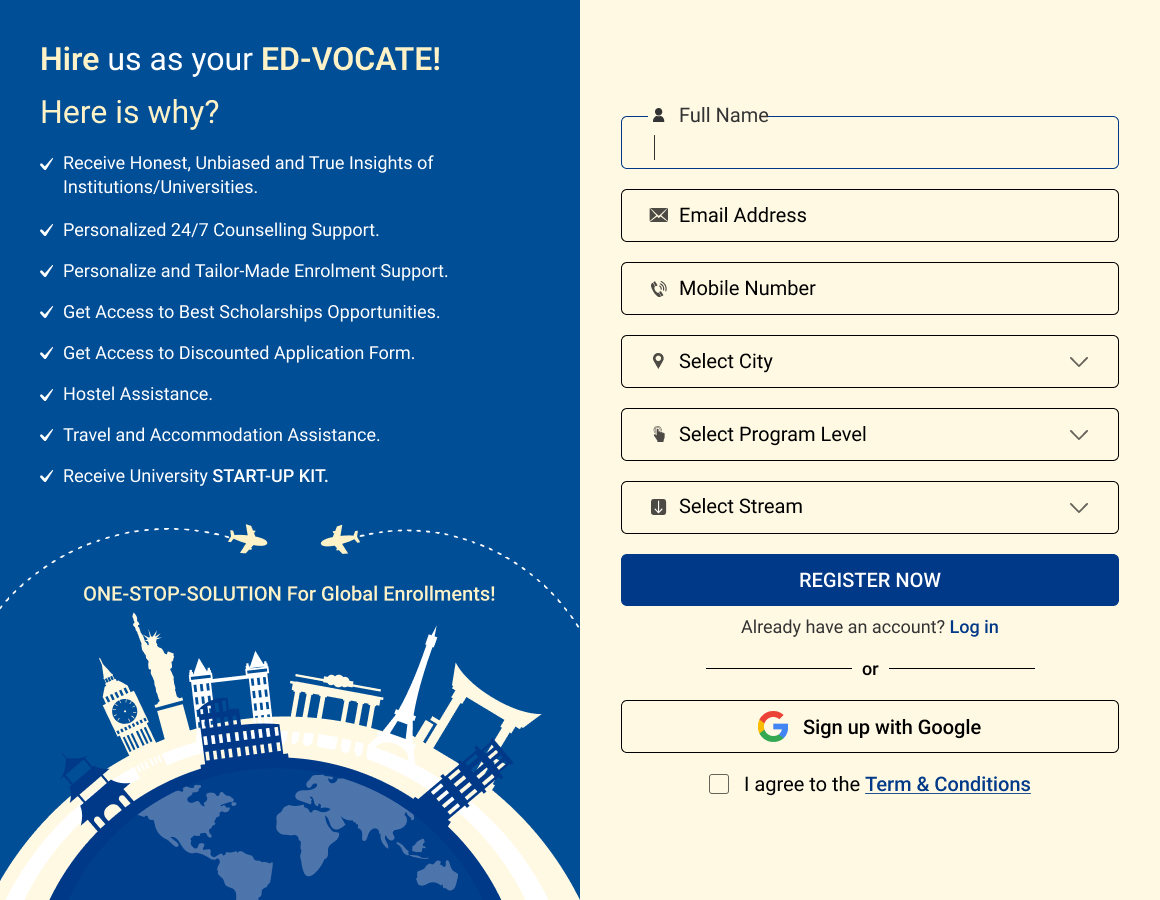 Hire us as your ED-VOCATE!
Here is why?
Receive Honest, Unbiased and True Insights of
Institutions/Universities.
Personalized 24/7 Counselling Support.
Personalize and Tailor-Made Enrolment Support.
Get Access to Best Scholarships Opportunities.
Get Access to Discounted Application Form.
Hostel Assistance.
Travel and Accommodation Assistance.
Receive University START-UP KIT.
ONE-STOP-SOLUTION For Global Enrollments!
Full Name
Email Address
Mobile Number
Select City
Select Program Level
Select Stream
REGISTER NOW
Already have an account? Log in
or
Sign up with Google
I agree to the Term & Conditions